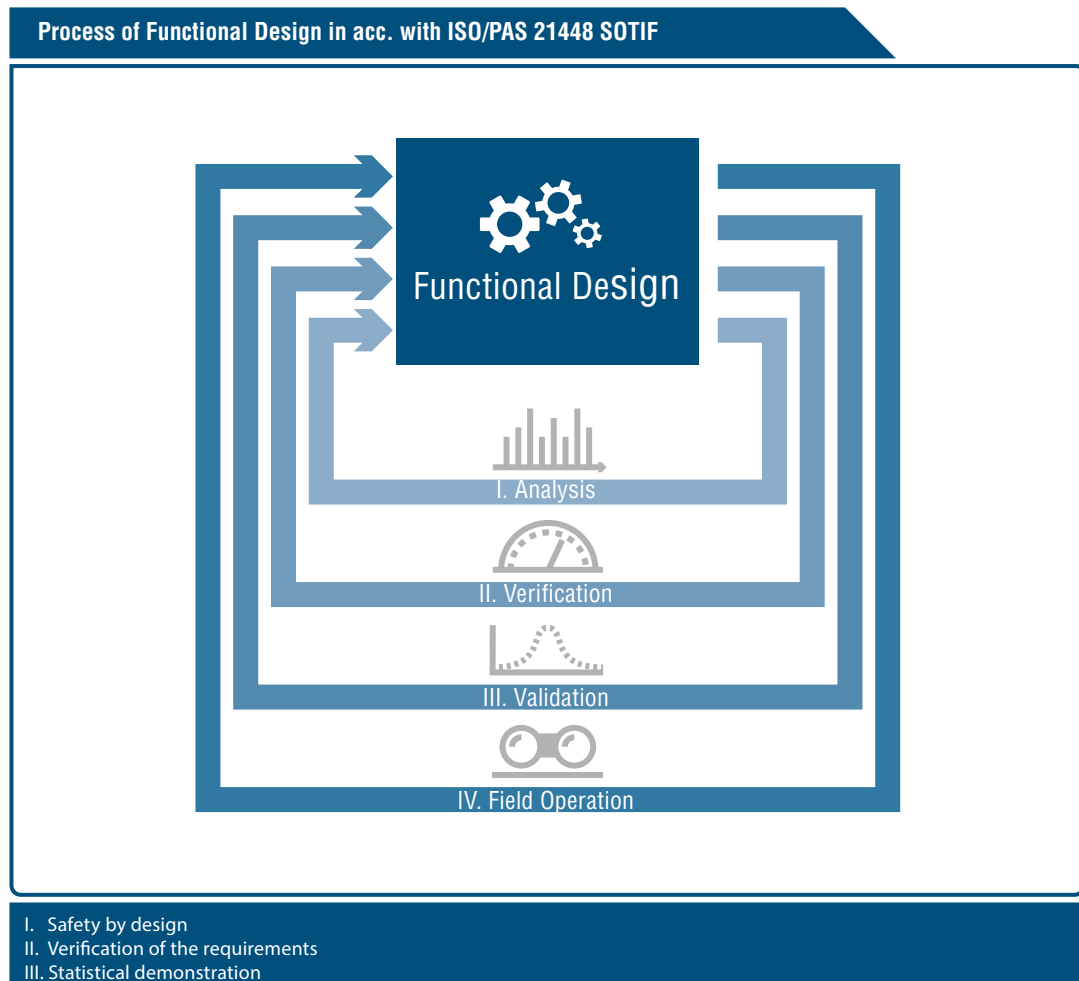 Process of Functional Design in acc. with ISO/PAS 21448 SOTIF
Functional Design
I. Analysis
II. Verification
III. Validation
IV. Field Operation
I. Safety by design
II. Verification of the requirements
III. Statistical demonstration